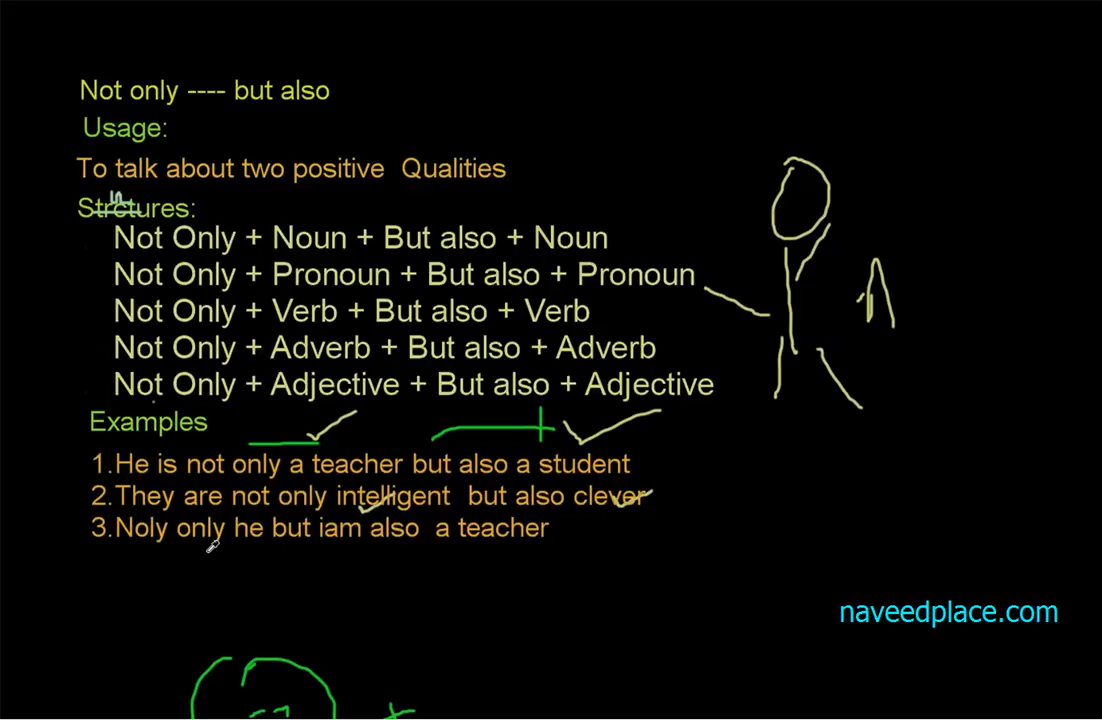 Not only ---- but also
Usage:
To talk about two positive Qualities
Strctures:
Not Only + Noun + But also + Noun
Not Only + Pronoun + But also + Pronoun
Not Only + Verb + But also + Verb
Not Only + Adverb + But also + Adverb
Not Only + Adjective + But also + Adjective
Examples
1.He is not only a teacher but also a student
2.They are not only intelligent but also clever
3.Noly only he but iam also a teacher
naveedplace.com